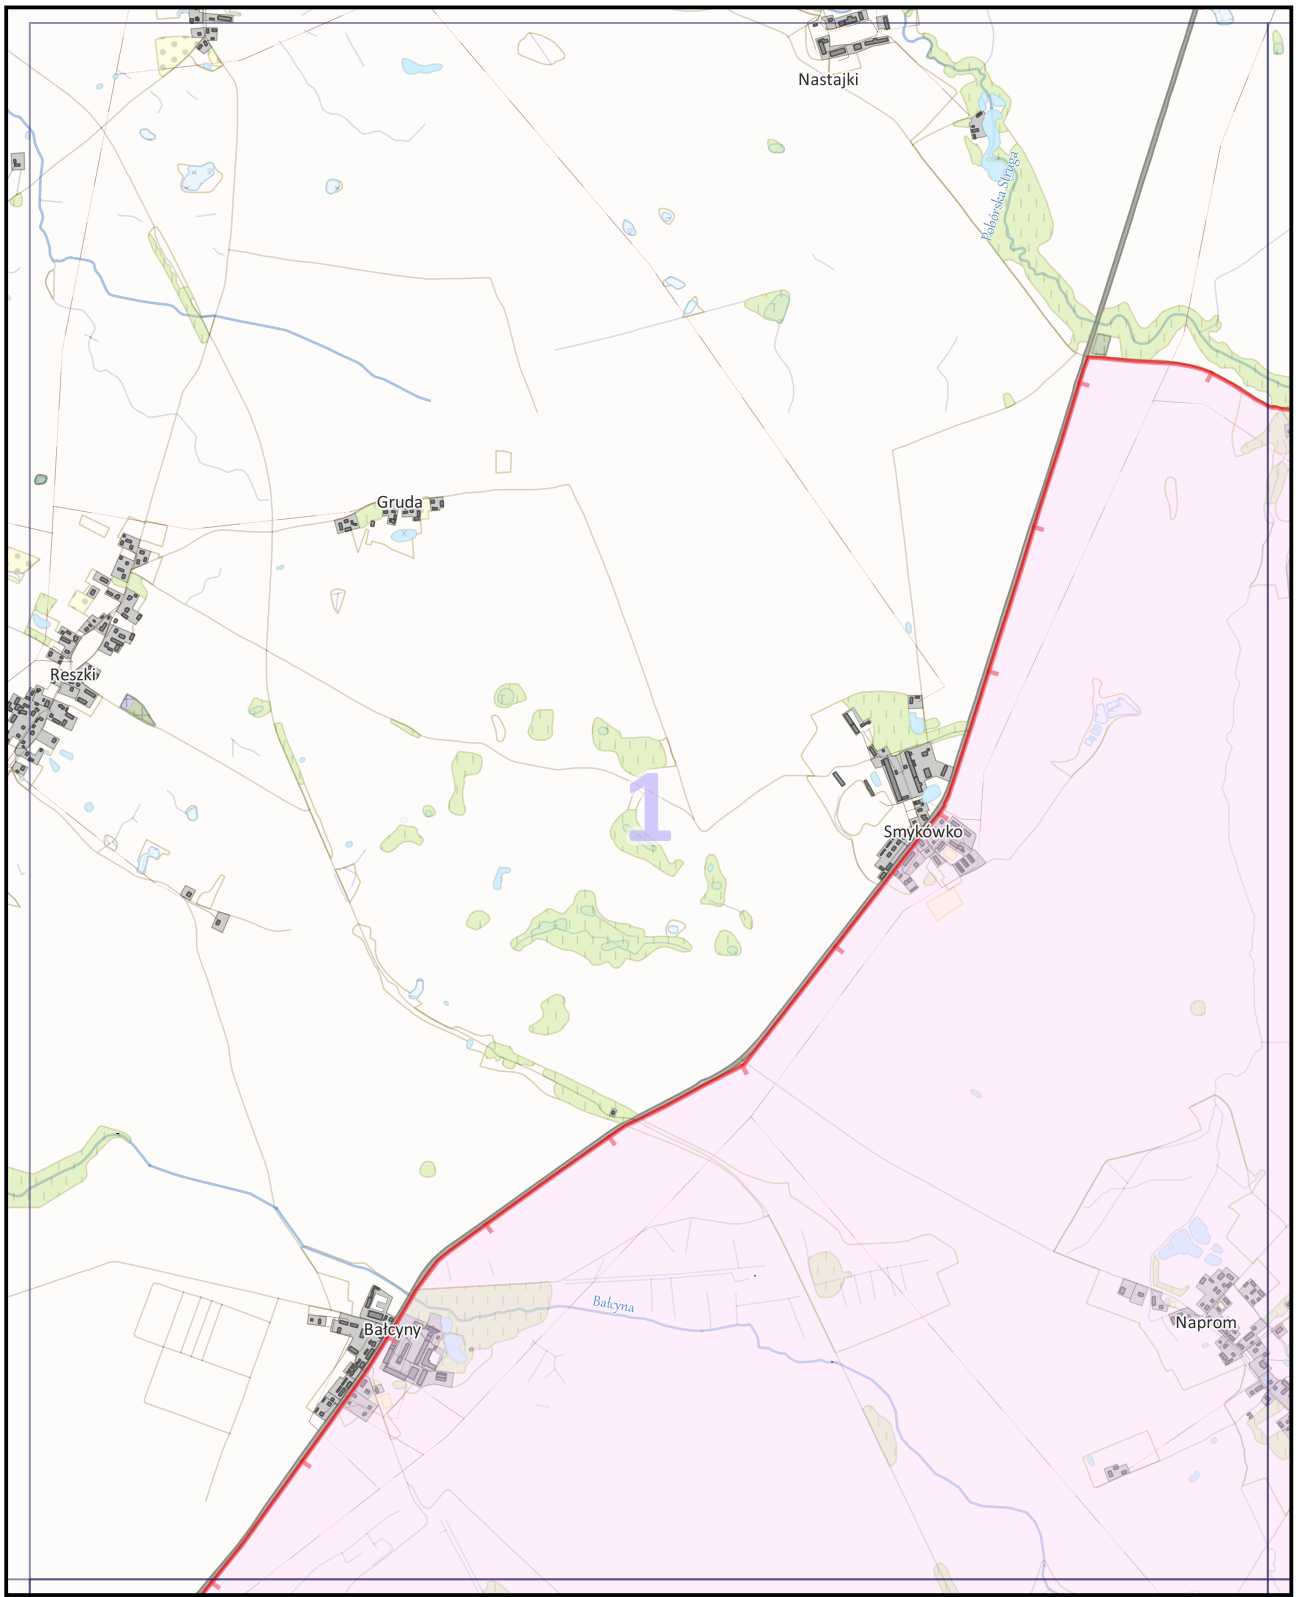 Nastajki
Pobórska Struga
Gruda
Reszki
1
Smykówko
Bałcyna
Bałcyny
Naprom